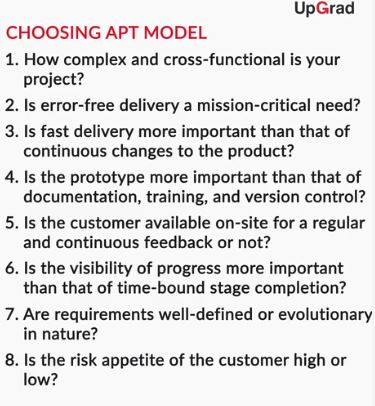 UpGrad
CHOOSING APT MODEL
1. How complex and cross-functional is your
project?
2. Is error-free delivery a mission-critical need?
3. Is fast delivery more important than that of
continuous changes to the product?
4. Is the prototype more important than that of
documentation, training, and version control?
5. Is the customer available on-site for a regular
and continuous feedback or not?
6. Is the visibility of progress more important
than that of time-bound stage completion?
7. Are requirements well-defined or evolutionary
in nature?
8. Is the risk appetite of the customer high or
low?